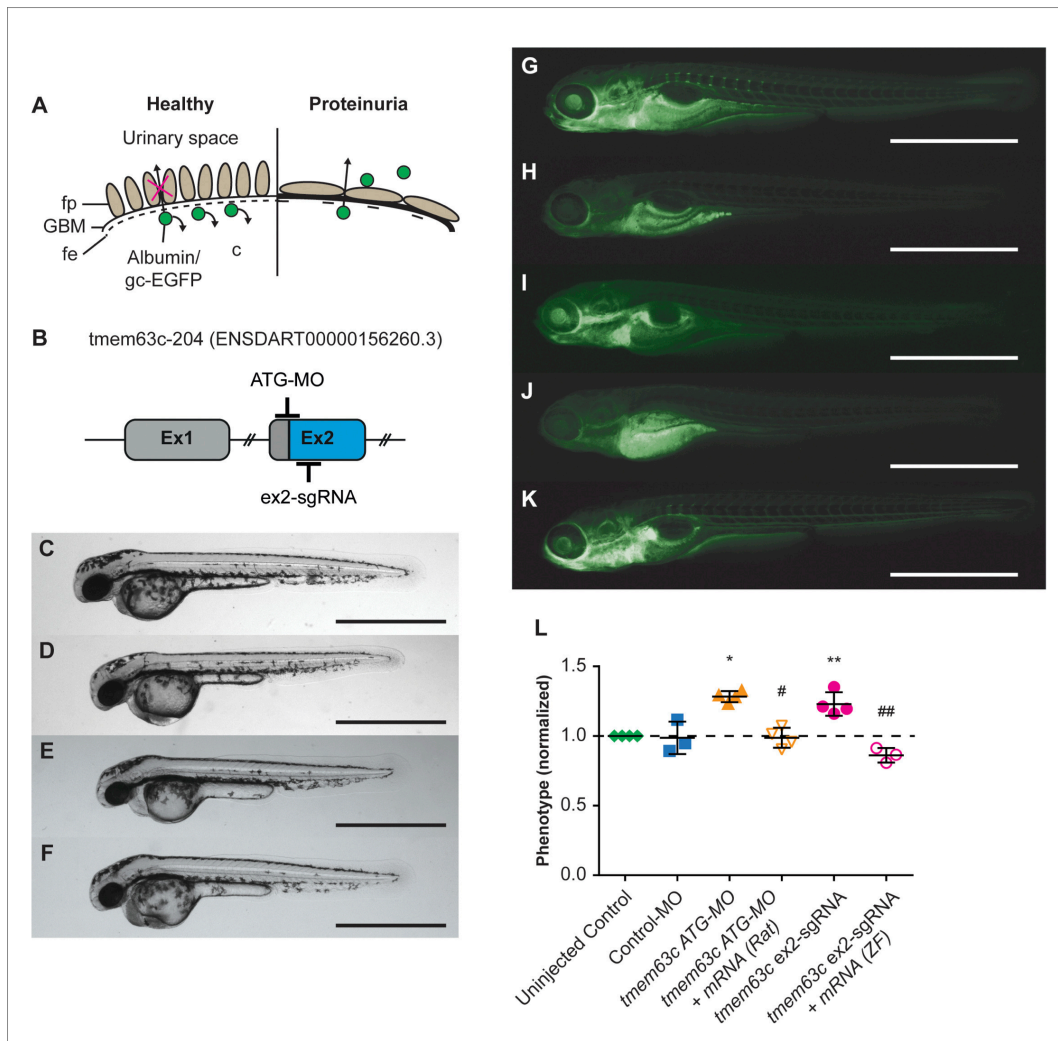 A
Healthy
Proteinuria
Urinary space
fp
GBM
fe
Albumin/
gc-EGFP
c
B
tmem63c-204 (ENSDART00000156260.3)
ATG-MO
Ex1
Ex2
ex2-sgRNA
C
D
E
F
G
H
I
J
K
L
Phenotype (normalized)
1.5
1.0
0.5
0.0
*
#
**
##
Uninjected Control
Control-MO
tmem63c ATG-MO
tmem63c ATG-MO
+ mRNA (Rat)
tmem63c ex2-sgRNA
tmem63c ex2-sgRNA
+ mRNA (ZF)